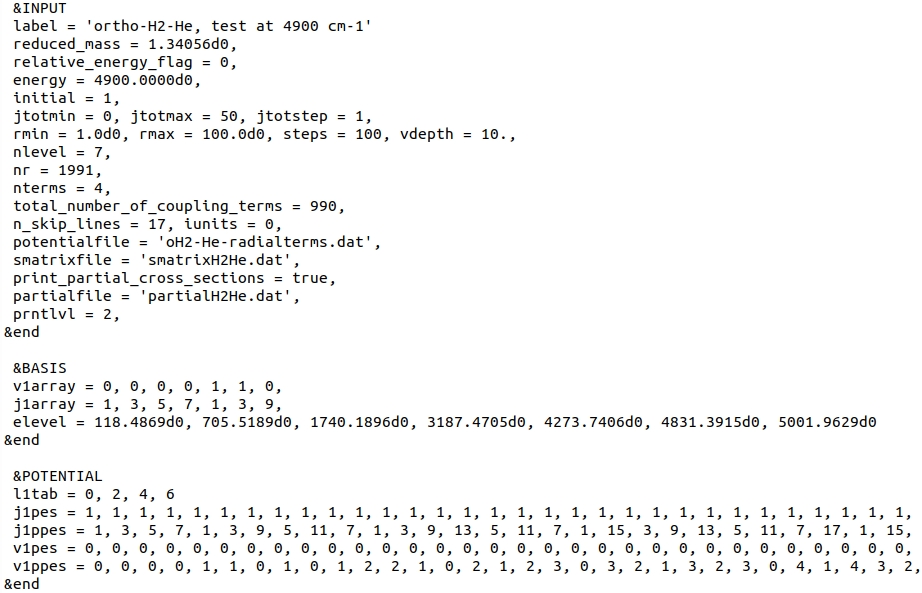 &INPUT
label = 'ortho-H2-He, test at 4900 cm-1'
reduced_mass = 1.34056d0,
relative_energy_flag = 0,
energy = 4900.0000d0,
initial = 1,
jtotmin = 0, jtotmax = 50, jtotstep = 1,
rmin = 1.0d0, rmax = 100.0d0, steps = 100, vdepth = 10.,
nlevel = 7,
nr = 1991,
nterms = 4,
total_number_of_coupling_terms = 990,
n_skip_lines = 17, iunits = 0,
potentialfile = 'oH2-He-radialterms.dat',
smatrixfile = 'smatrixH2He.dat',
print_partial_cross_sections = true,
partialfile = 'partialH2He.dat',
prntlvl = 2,
&end
&BASIS
v1array = 0, 0, 0, 0, 1, 1, 0,
j1array = 1, 3, 5, 7, 1, 3, 9,
elevel = 118.4869d0, 705.5189d0, 1740.1896d0, 3187.4705d0, 4273.7406d0, 4831.3915d0, 5001.9629d0
&end
&POTENTIAL
l1tab = 0, 2, 4, 6
j1pes = 1, 1, 1, 1, 1, 1, 1, 1, 1, 1, 1, 1, 1, 1, 1, 1, 1, 1, 1, 1, 1, 1, 1, 1, 1, 1, 1, 1, 1, 1, 1,
j1ppes = 1, 3, 5, 7, 1, 3, 9, 5, 11, 7, 1, 3, 9, 13, 5, 11, 7, 1, 15, 3, 9, 13, 5, 11, 7, 17, 1, 15,
v1pes = 0, 0, 0, 0, 0, 0, 0, 0, 0, 0, 0, 0, 0, 0, 0, 0, 0, 0, 0, 0, 0, 0, 0, 0, 0, 0, 0, 0, 0, 0, 0,
v1ppes = 0, 0, 0, 0, 1, 1, 0, 1, 0, 1, 2, 2, 1, 0, 2, 1, 2, 3, 0, 3, 2, 1, 3, 2, 3, 0, 4, 1, 4, 3, 2,
&end